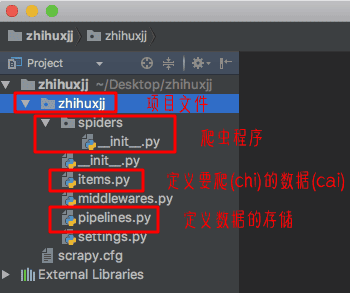 zhihuxjj
zhihuxjj zhihuxjj
Project
zhihuxjj ~/Desktop/zhihuxjj
zhihuxjj 项目文件
spiders
__init__.py 爬虫程序
__init__.py
items.py 定义要爬(chi)的数据(cai)
middlewares.py
pipelines.py 定义数据的存储
settings.py
scrapy.cfg
External Libraries